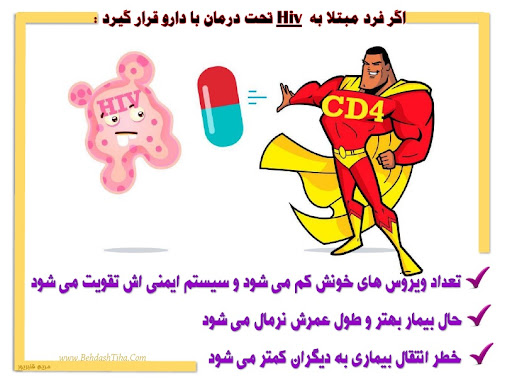 اگر فرد مبتلا به Hiv تحت درمان با دارو قرار گیرد :
HIV
CD4
تعداد ویروس های خونش کم می شود و سیستم ایمنی اش تقویت می شود
حال بیمار بهتر و طول عمرش نرمال می شود
خطر انتقال بیماری به دیگران کمتر می شود
www.BehdashtTiha.Com